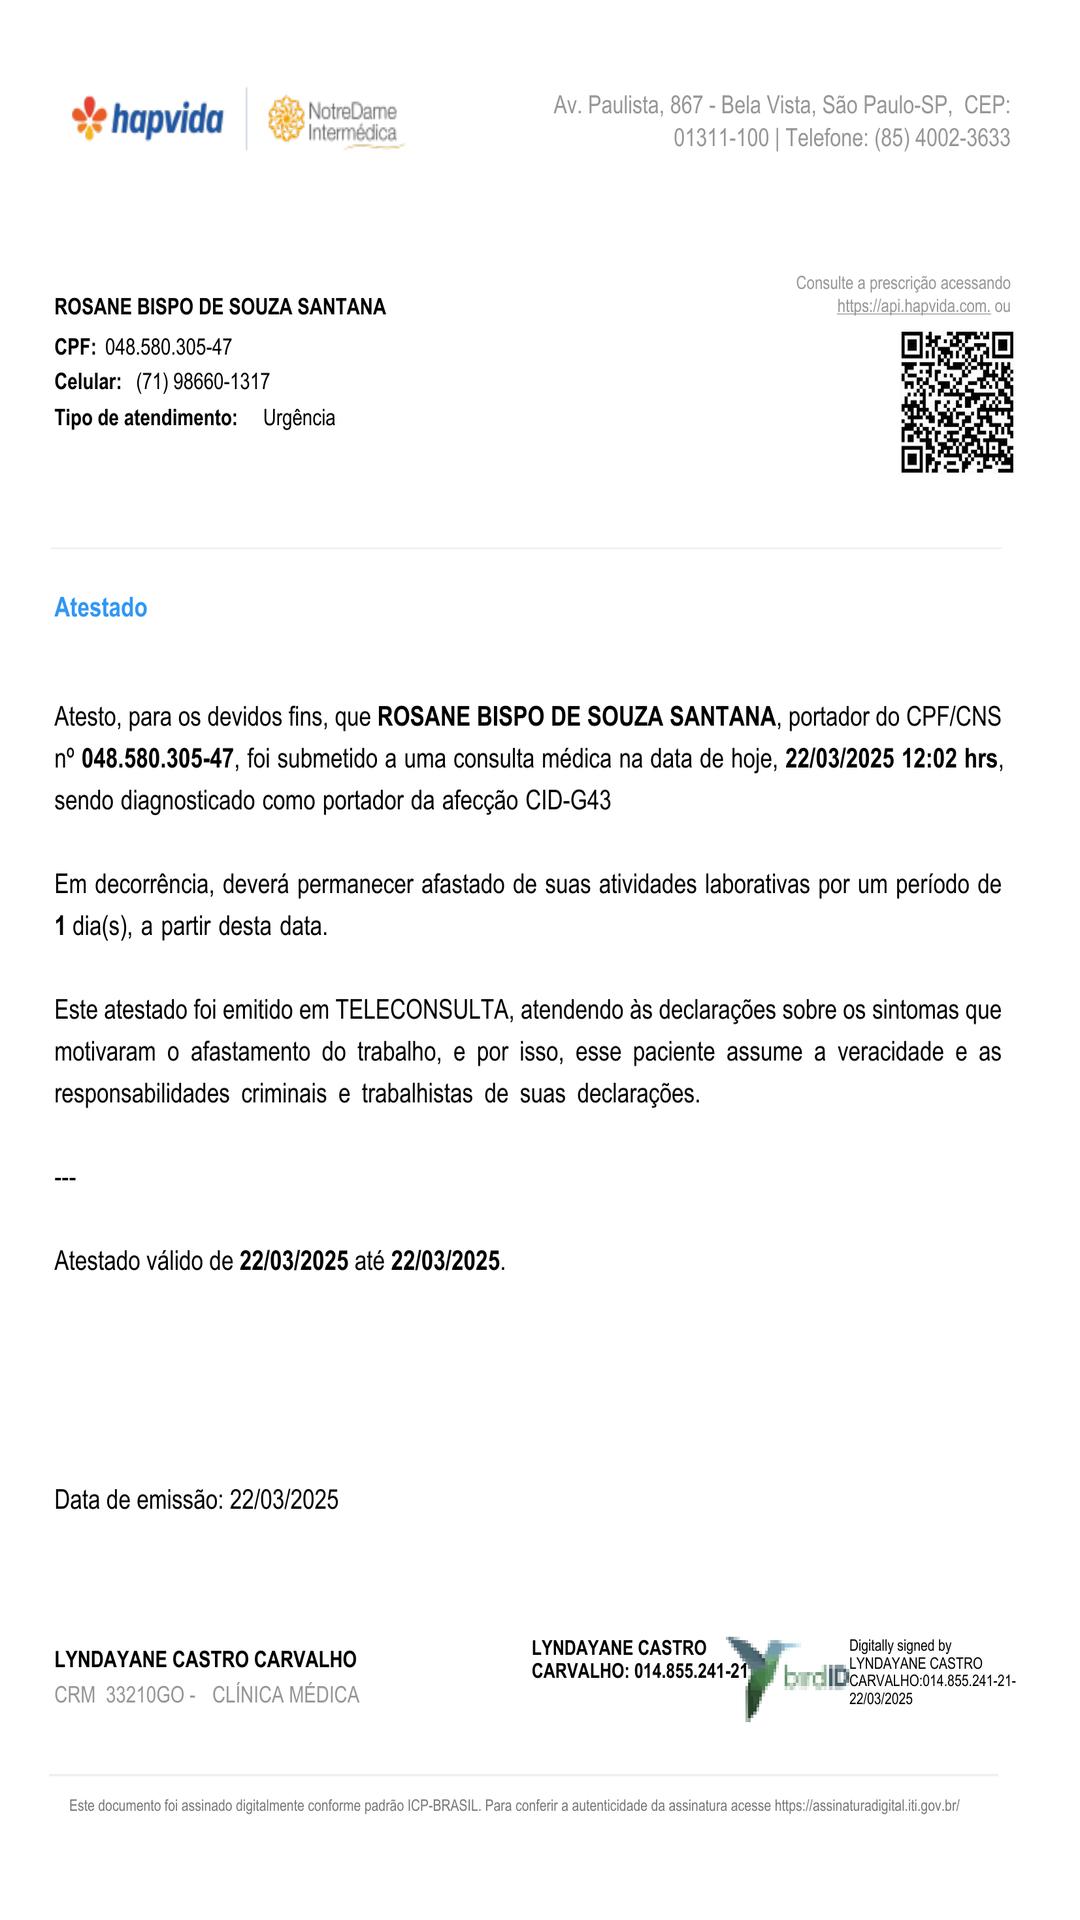 hapvida
NotreDame
Intermédica
Av. Paulista, 867 - Bela Vista, São Paulo-SP, CEP:
01311-100 | Telefone: (85) 4002-3633
Consulte a prescrição acessando
https://api.hapvida.com. ou
ROSANE BISPO DE SOUZA SANTANA
CPF: 048.580.305-47
Celular: (71) 98660-1317
Tipo de atendimento: Urgência
Atestado
Atesto, para os devidos fins, que ROSANE BISPO DE SOUZA SANTANA, portador do CPF/CNS
nº 048.580.305-47, foi submetido a uma consulta médica na data de hoje, 22/03/2025 12:02 hrs,
sendo diagnosticado como portador da afecção CID-G43
Em decorrência, deverá permanecer afastado de suas atividades laborativas por um período de
1 dia(s), a partir desta data.
Este atestado foi emitido em TELECONSULTA, atendendo às declarações sobre os sintomas que
motivaram o afastamento do trabalho, e por isso, esse paciente assume a veracidade e as
responsabilidades criminais e trabalhistas de suas declarações.
---
Atestado válido de 22/03/2025 até 22/03/2025.
Data de emissão: 22/03/2025
LYNDAYANE CASTRO CARVALHO
CRM 33210GO - CLÍNICA MÉDICA
LYNDAYANE CASTRO
CARVALHO: 014.855.241-21
birdID
Digitally signed by
LYNDAYANE CASTRO
CARVALHO:014.855.241-21-
22/03/2025
Este documento foi assinado digitalmente conforme padrão ICP-BRASIL. Para conferir a autenticidade da assinatura acesse https://assinaturadigital.iti.gov.br/